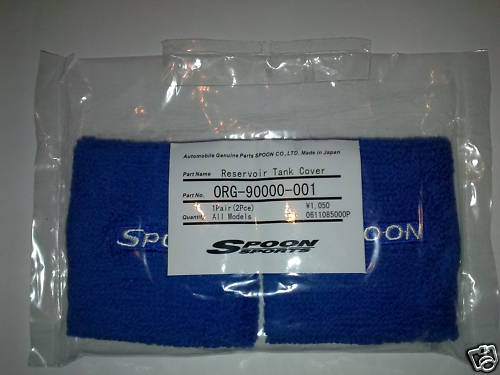 Automobile Genuine Parts SPOON CO.,LTD. Made in Japan
Part Name Reservoir Tank Cover
Part No. ORG-90000-001
1Pair(2Pce) ¥1,050
Quantity All Models 0611085000P
SPOON
SPORTS
SPO
SPOON